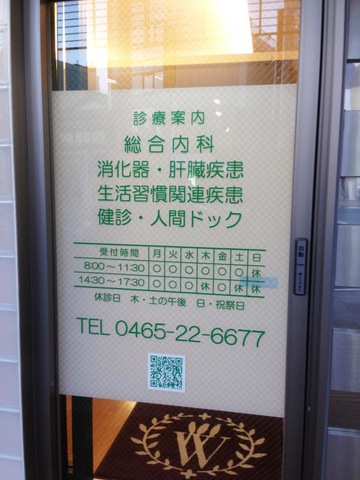 診療案内
総合内科
消化器・肝臓疾患
生活習慣関連疾患
健診・人間ドック
受付時間 月 火 水 木 金 土 日
8:00〜11:30 ○ ○ ○ ○ ○ ○ 休
14:30〜17:30 ○ ○ ○ 休 ○ 休 休
休診日 木・土の午後 日・祝祭日
TEL 0465-22-6677
自動
W